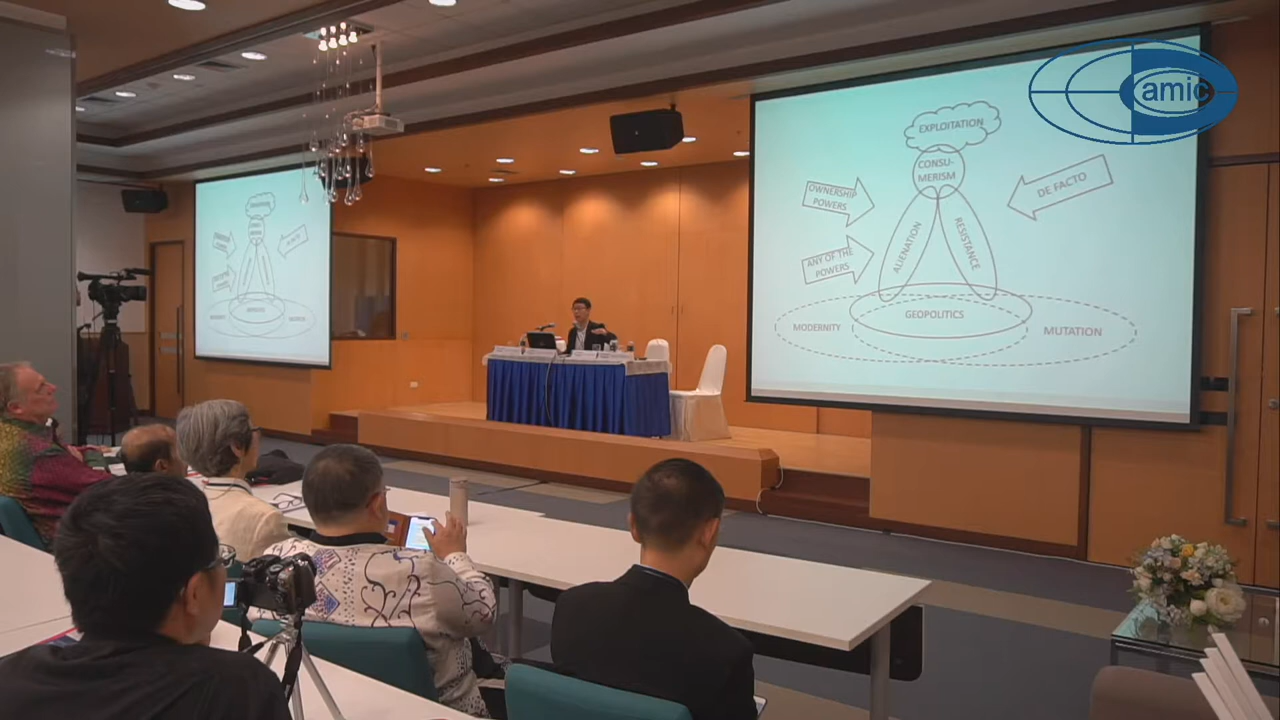 amic
EXPLOITATION
CONSU-
MERISM
OWNERSHIP
POWERS
DE FACTO
ALIENATION
RESISTANCE
ANY OF THE
POWERS
GEOPOLITICS
MODERNITY
MUTATION